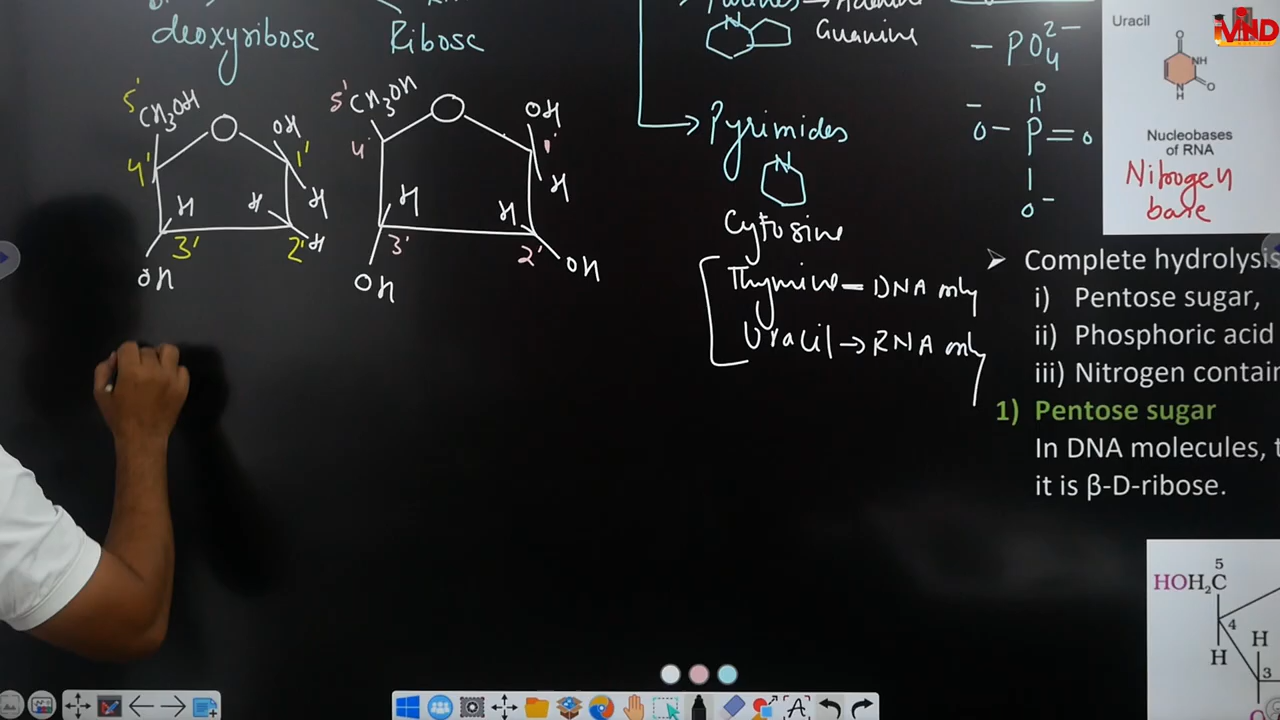 deoxyribose
Ribose
Guanine
5'
CH3OH
OH
1'
4'
H
H
H
H
3'
2'
OH
5'
CH3OH
OH
4'
1'
H
H
H
3'
2'
OH
OH
N
Pyrimides
N
Cytosine
Thymine – DNA only
Uracil → RNA only
– PO4 2–
O
–
O – P = O
O –
Uracil
O
NH
N
H
O
Nucleobases
of RNA
Nitrogen
base
ViND
➤ Complete hydrolysis
i) Pentose sugar,
ii) Phosphoric acid
iii) Nitrogen contain
1) Pentose sugar
In DNA molecules, t
it is β-D-ribose.
5
HOH2C
4
H
H
3